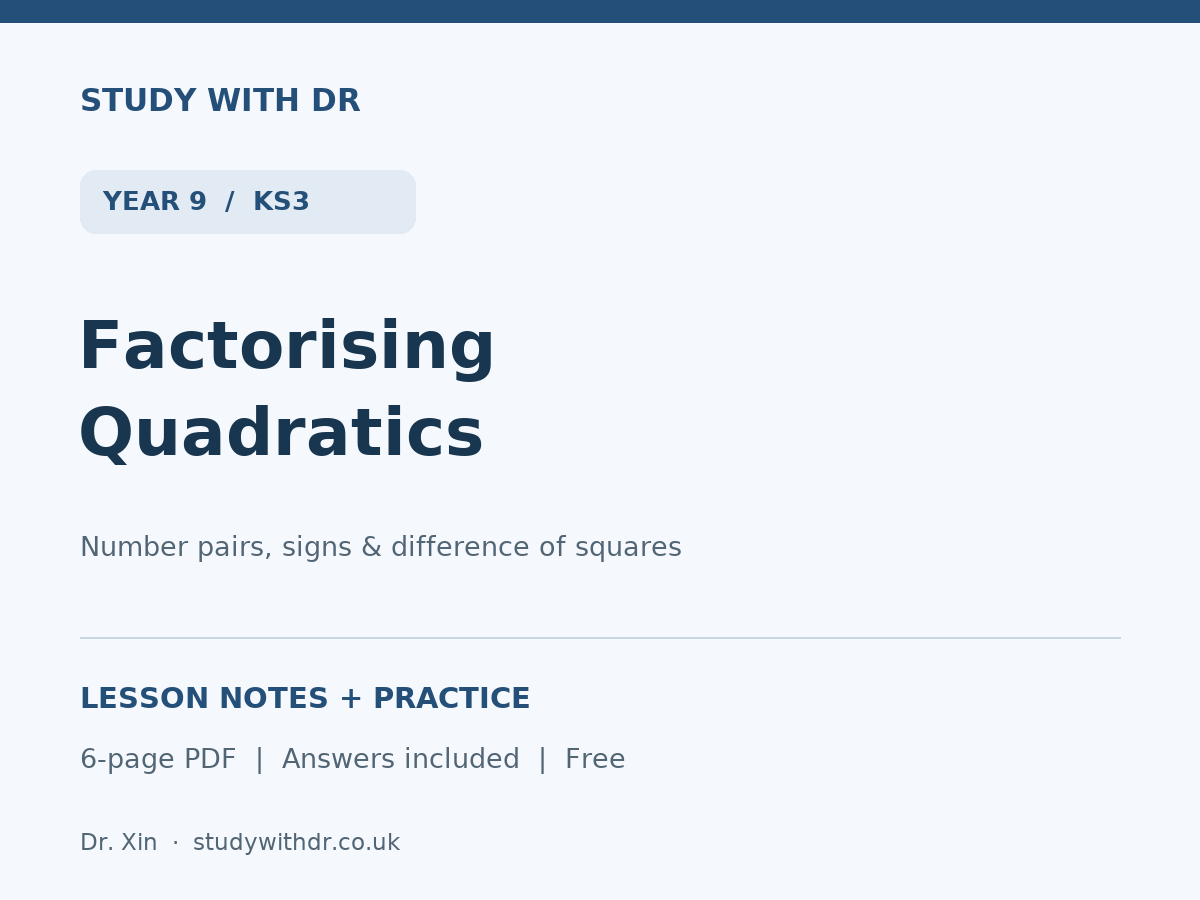 STUDY WITH DR
YEAR 9 / KS3
Factorising
Quadratics
Number pairs, signs & difference of squares
LESSON NOTES + PRACTICE
6-page PDF | Answers included | Free
Dr. Xin · studywithdr.co.uk